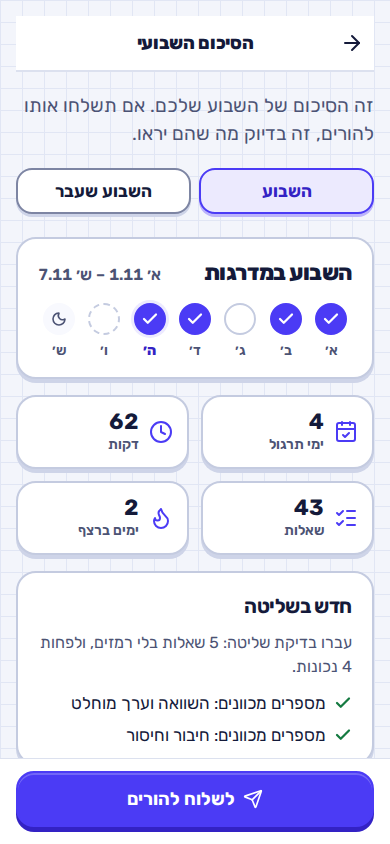 הסיכום השבועי
זה הסיכום של השבוע שלכם. אם תשלחו אותו
להורים, זה בדיוק מה שהם יראו.
השבוע
השבוע שעבר
השבוע במדרגות
א׳ 1.11 – ש׳ 7.11
א׳ ב׳ ג׳ ד׳ ה׳ ו׳ ש׳
4
ימי תרגול
62
דקות
43
שאלות
2
ימים ברצף
חדש בשליטה
עברו בדיקת שליטה: 5 שאלות בלי רמזים, ולפחות
4 נכונות.
מספרים מכוונים: השוואה וערך מוחלט
מספרים מכוונים: חיבור וחיסור
לשלוח להורים